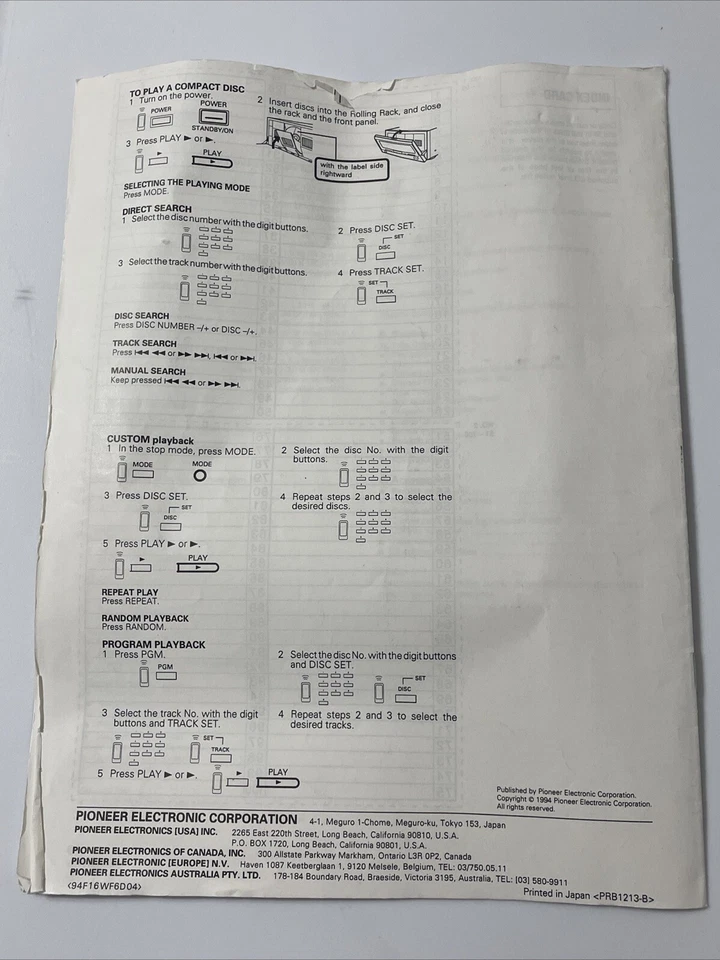 TO PLAY A COMPACT DISC
1 Turn on the power.
POWER
POWER
STANDBY/ON
2 Insert discs into the Rolling Rack, and close
the rack and the front panel.
with the label side
rightward
3 Press PLAY ► or ►.
►
PLAY
►
SELECTING THE PLAYING MODE
Press MODE.
DIRECT SEARCH
1 Select the disc number with the digit buttons.
2 Press DISC SET.
SET
DISC
3 Select the track number with the digit buttons.
4 Press TRACK SET.
SET
TRACK
DISC SEARCH
Press DISC NUMBER –/+ or DISC –/+.
TRACK SEARCH
Press I◄◄ ◄◄ or ►► ►►I, I◄◄ or ►►I.
MANUAL SEARCH
Keep pressed I◄◄ ◄◄ or ►► ►►I.
CUSTOM playback
1 In the stop mode, press MODE.
MODE
MODE
2 Select the disc No. with the digit
buttons.
3 Press DISC SET.
SET
DISC
4 Repeat steps 2 and 3 to select the
desired discs.
5 Press PLAY ► or ►.
►
PLAY
►
REPEAT PLAY
Press REPEAT.
RANDOM PLAYBACK
Press RANDOM.
PROGRAM PLAYBACK
1 Press PGM.
PGM
2 Select the disc No. with the digit buttons
and DISC SET.
SET
DISC
3 Select the track No. with the digit
buttons and TRACK SET.
SET
TRACK
4 Repeat steps 2 and 3 to select the
desired tracks.
5 Press PLAY ► or ►.
►
PLAY
►
Published by Pioneer Electronic Corporation.
Copyright © 1994 Pioneer Electronic Corporation.
All rights reserved.
PIONEER ELECTRONIC CORPORATION 4-1, Meguro 1-Chome, Meguro-ku, Tokyo 153, Japan
PIONEER ELECTRONICS [USA] INC. 2265 East 220th Street, Long Beach, California 90810, U.S.A.
P.O. BOX 1720, Long Beach, California 90801, U.S.A.
PIONEER ELECTRONICS OF CANADA, INC. 300 Allstate Parkway Markham, Ontario L3R 0P2, Canada
PIONEER ELECTRONIC [EUROPE] N.V. Haven 1087 Keetberglaan 1, 9120 Melsele, Belgium, TEL: 03/750.05.11
PIONEER ELECTRONICS AUSTRALIA PTY. LTD. 178-184 Boundary Road, Braeside, Victoria 3195, Australia. TEL: [03] 580-9911
<94F16WF6D04>
Printed in Japan <PRB1213-B>